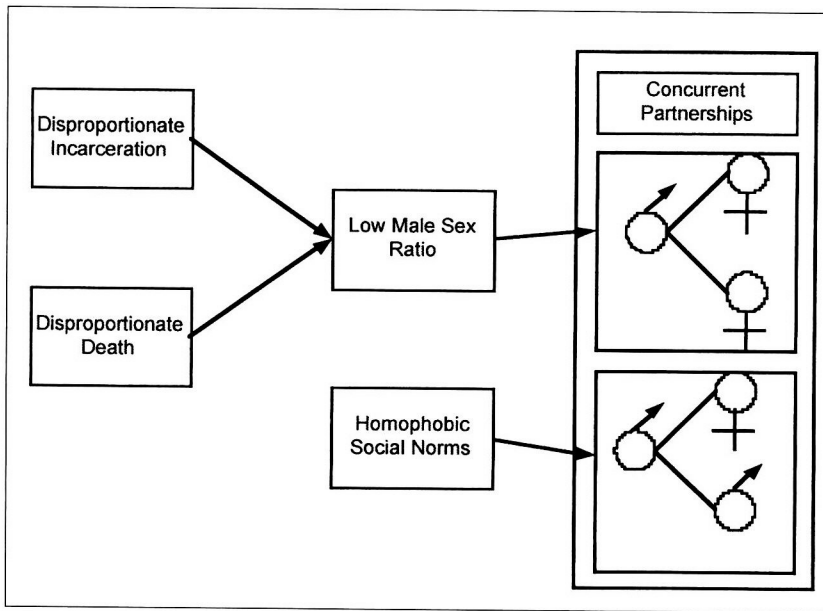 Disproportionate
Incarceration
Disproportionate
Death
Low Male Sex
Ratio
Homophobic
Social Norms
Concurrent
Partnerships